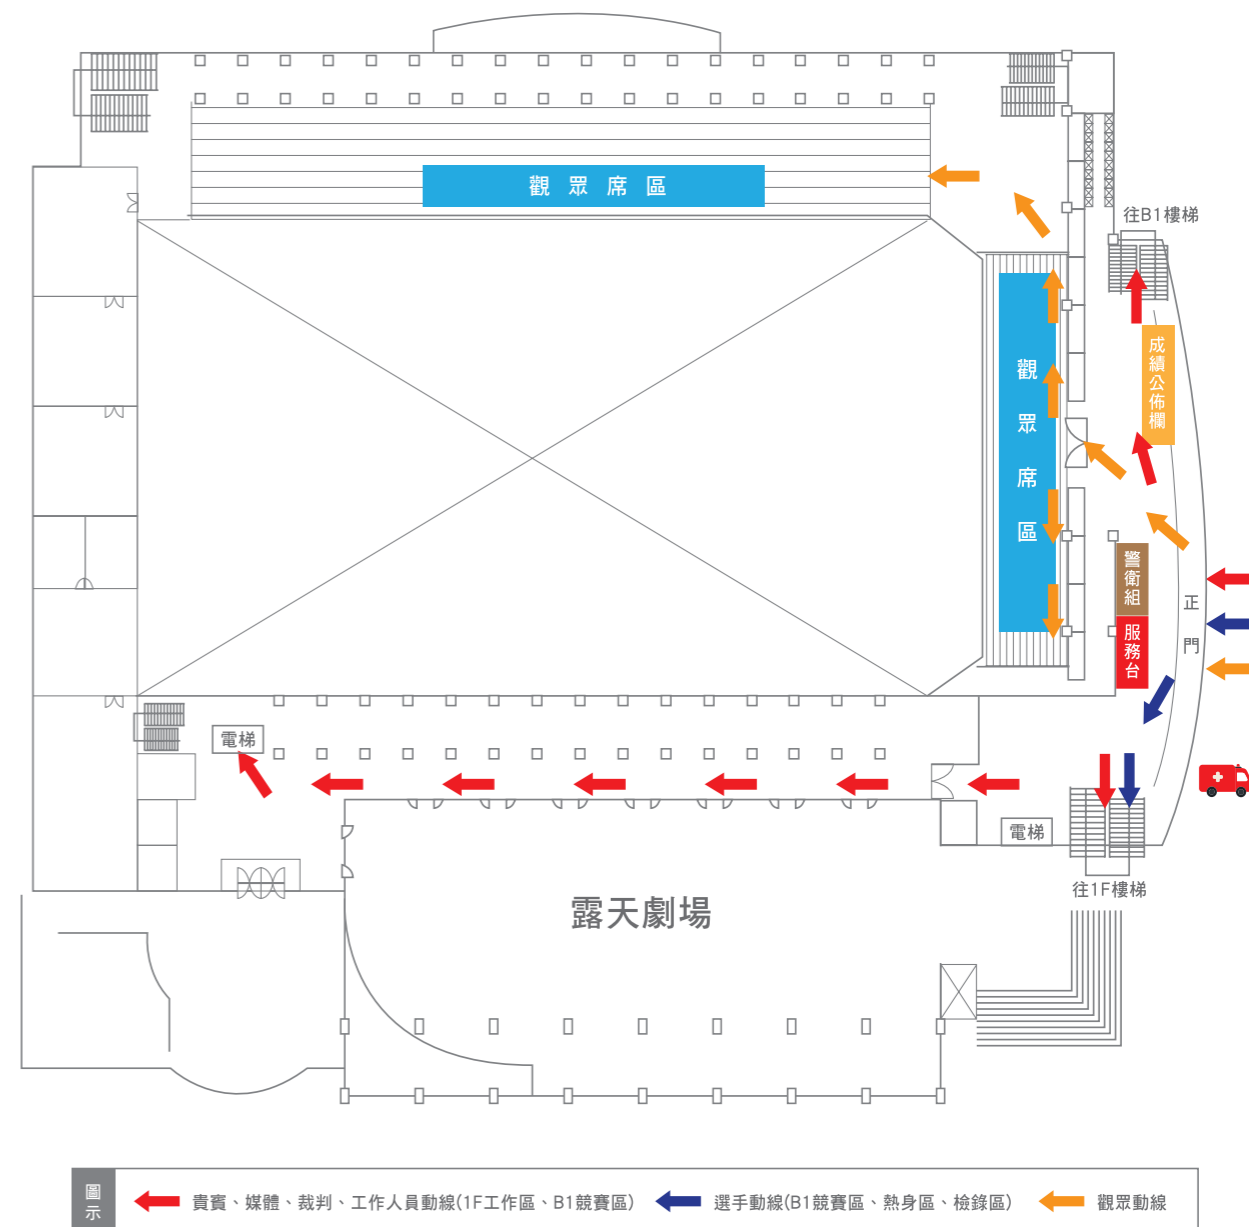 觀眾席區
往B1樓梯
觀眾席區
成績公佈欄
警衛組
服務台
正門
電梯
電梯
往1F樓梯
露天劇場
圖示
貴賓、媒體、裁判、工作人員動線(1F工作區、B1競賽區)
選手動線(B1競賽區、熱身區、檢錄區)
觀眾動線